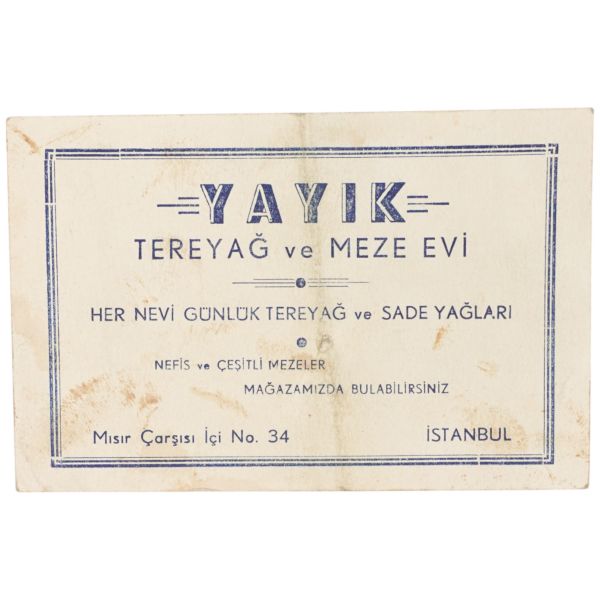 YAYIK
TEREYAĞ ve MEZE EVİ
HER NEVİ GÜNLÜK TEREYAĞ ve SADE YAĞLARI
NEFİS ve ÇEŞİTLİ MEZELER
MAĞAZAMIZDA BULABİLİRSİNİZ
Mısır Çarşısı İçi No. 34 İSTANBUL